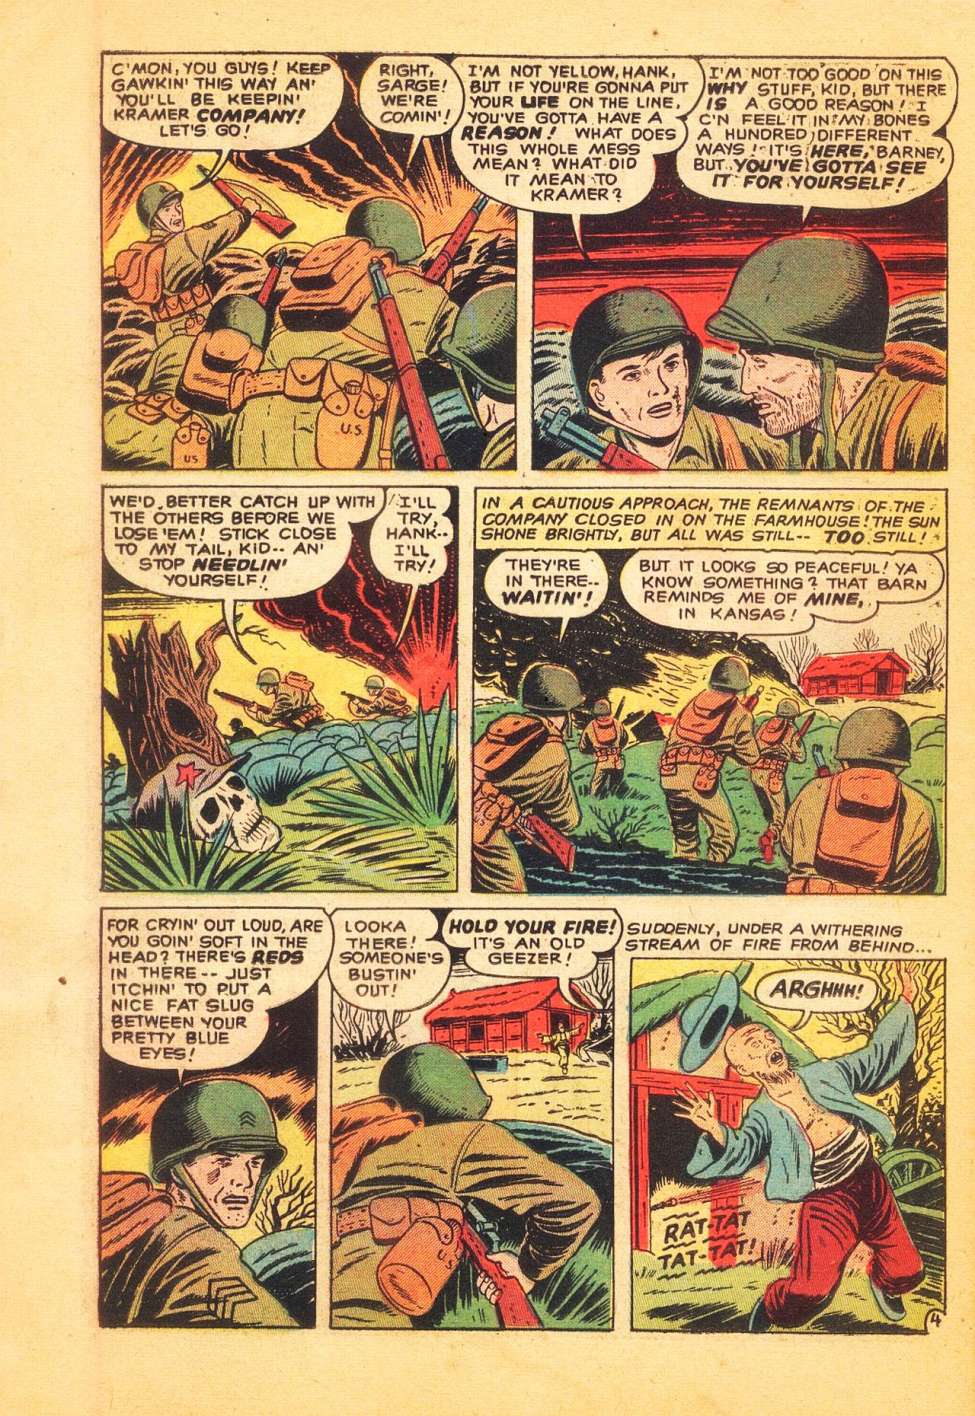 C'MON, YOU GUYS! KEEP
GAWKIN' THIS WAY AN'
YOU'LL BE KEEPIN'
KRAMER COMPANY!
LET'S GO!
RIGHT,
SARGE!
WE'RE
COMIN'!
U.S.
US
I'M NOT YELLOW, HANK,
BUT IF YOU'RE GONNA PUT
YOUR LIFE ON THE LINE,
YOU'VE GOTTA HAVE A
REASON! WHAT DOES
THIS WHOLE MESS
MEAN? WHAT DID
IT MEAN TO
KRAMER?
I'M NOT TOO GOOD ON THIS
WHY STUFF, KID, BUT THERE
IS A GOOD REASON! I
C'N FEEL IT IN MY BONES
A HUNDRED DIFFERENT
WAYS! IT'S HERE, BARNEY,
BUT YOU'VE GOTTA SEE
IT FOR YOURSELF!
WE'D BETTER CATCH UP WITH
THE OTHERS BEFORE WE
LOSE 'EM! STICK CLOSE
TO MY TAIL, KID-- AN'
STOP NEEDLIN'
YOURSELF!
I'LL
TRY,
HANK--
I'LL
TRY!
IN A CAUTIOUS APPROACH, THE REMNANTS OF THE
COMPANY CLOSED IN ON THE FARMHOUSE! THE SUN
SHONE BRIGHTLY, BUT ALL WAS STILL-- TOO STILL!
THEY'RE
IN THERE--
WAITIN'!
BUT IT LOOKS SO PEACEFUL! YA
KNOW SOMETHING? THAT BARN
REMINDS ME OF MINE,
IN KANSAS!
FOR CRYIN' OUT LOUD, ARE
YOU GOIN' SOFT IN THE
HEAD? THERE'S REDS
IN THERE-- JUST
ITCHIN' TO PUT A
NICE FAT SLUG
BETWEEN YOUR
PRETTY BLUE
EYES!
LOOKA
THERE!
SOMEONE'S
BUSTIN'
OUT!
HOLD YOUR FIRE!
IT'S AN OLD
GEEZER!
U.S.
SUDDENLY, UNDER A WITHERING
STREAM OF FIRE FROM BEHIND...
ARGHHH!
RAT-TAT
TAT-TAT!
4